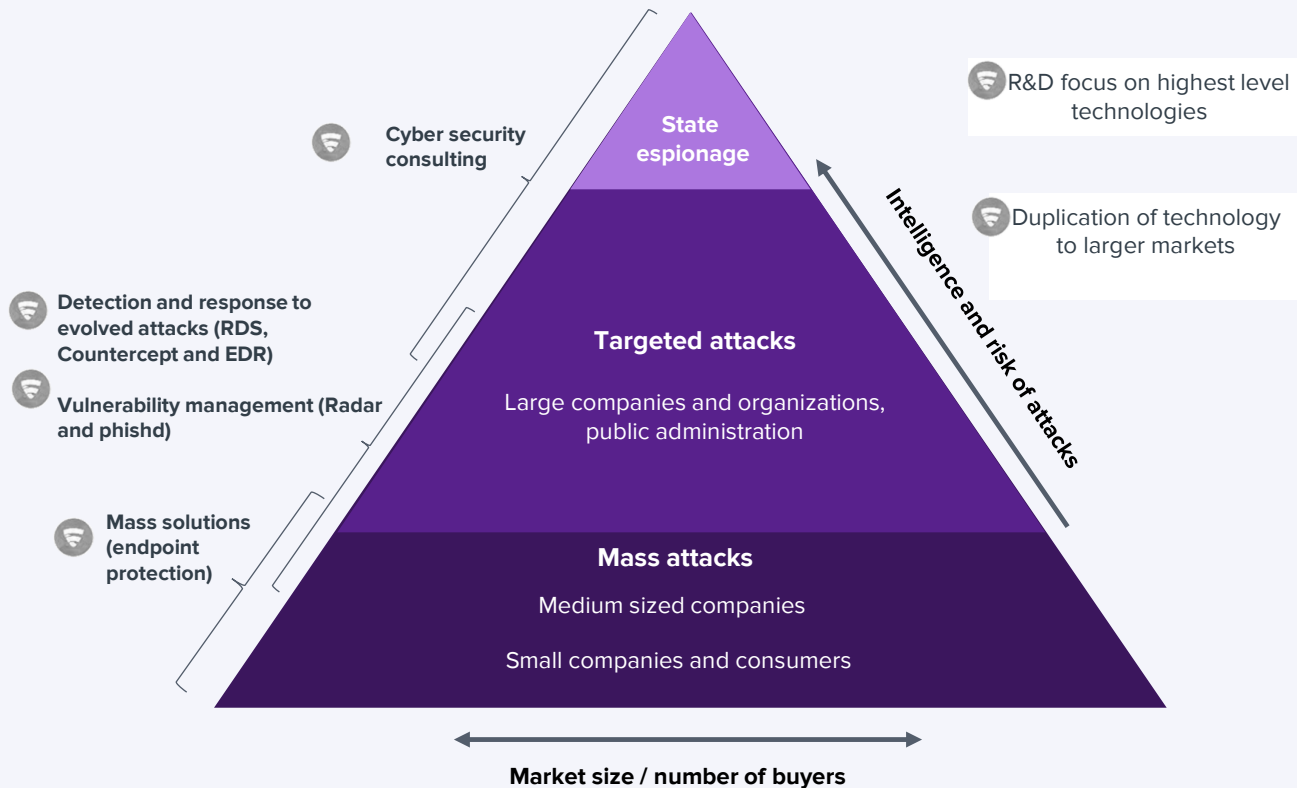 State
espionage
Cyber security
consulting
R&D focus on highest level
technologies
Duplication of technology
to larger markets
Intelligence and risk of attacks
Detection and response to
evolved attacks (RDS,
Countercept and EDR)
Vulnerability management (Radar
and phishd)
Targeted attacks
Large companies and organizations,
public administration
Mass solutions
(endpoint
protection)
Mass attacks
Medium sized companies
Small companies and consumers
Market size / number of buyers